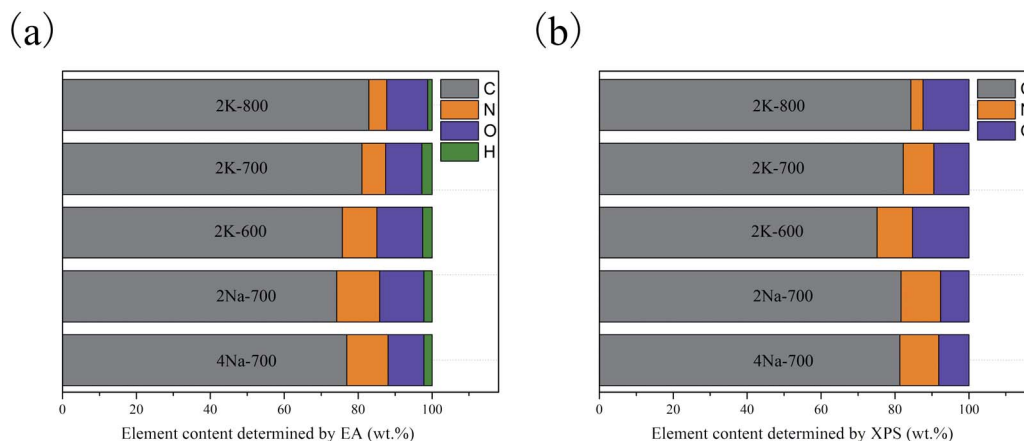 (a)
2K-800
2K-700
2K-600
2Na-700
4Na-700
C
N
O
H
0 20 40 60 80 100
Element content determined by EA (wt.%)
(b)
2K-800
2K-700
2K-600
2Na-700
4Na-700
0 20 40 60 80 100
Element content determined by XPS (wt.%)